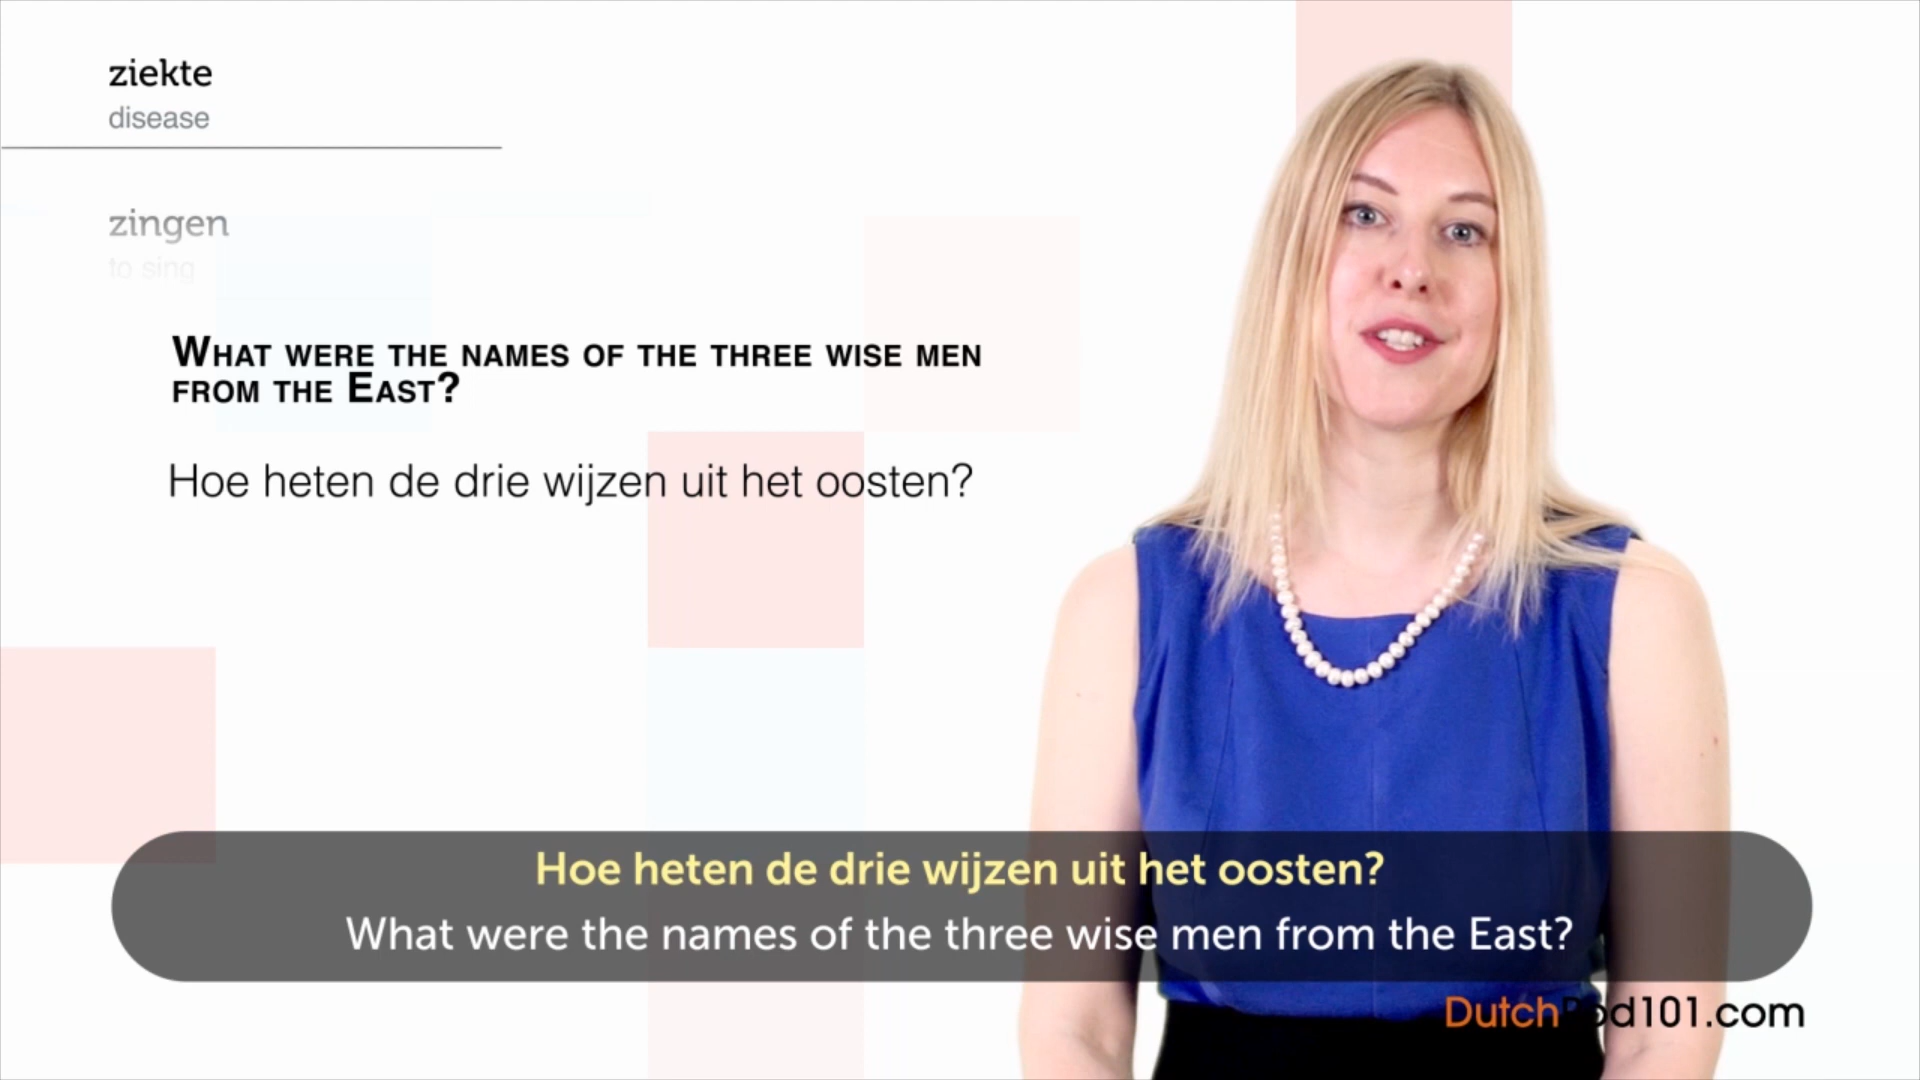 ziekte
disease
zingen
to sing
WHAT WERE THE NAMES OF THE THREE WISE MEN
FROM THE EAST?
Hoe heten de drie wijzen uit het oosten?
Hoe heten de drie wijzen uit het oosten?
What were the names of the three wise men from the East?
DutchPod101.com